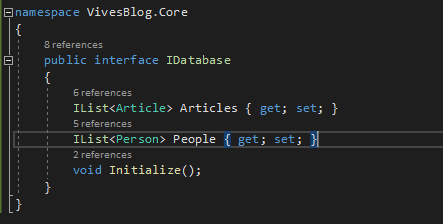 namespace VivesBlog.Core
{
8 references
public interface IDatabase
{
6 references
IList<Article> Articles { get; set; }
5 references
IList<Person> People { get; set; }
2 references
void Initialize();
}
}